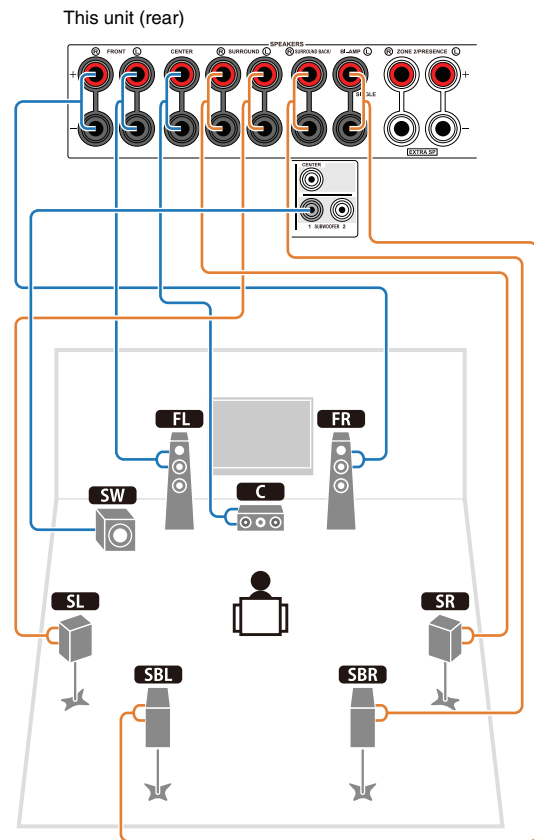 This unit (rear)
SPEAKERS
R FRONT L CENTER R SURROUND L R SURROUND BACK/ BI-AMP L R ZONE 2/PRESENCE L
+ +
SINGLE
- -
EXTRA SP
CENTER
1 SUBWOOFER 2
FL FR
SW C
SL SR
SBL SBR